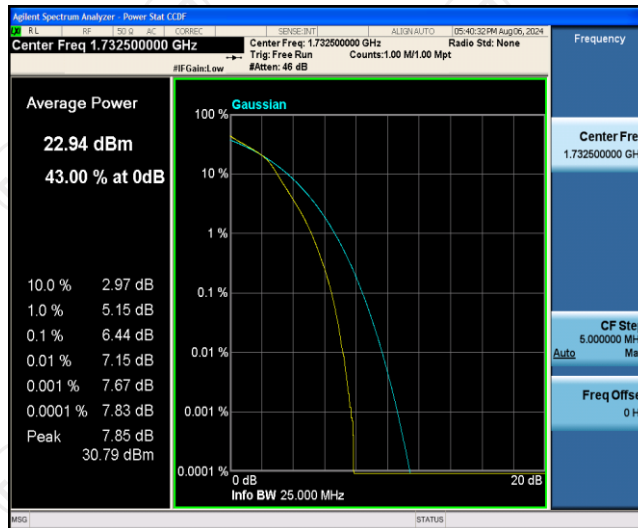 Agilent Spectrum Analyzer - Power Stat CCDF
RL RF 50 Ω AC CORREC SENSE:INT ALIGN AUTO 05:40:32 PM Aug 06, 2024
Center Freq 1.732500000 GHz
Center Freq: 1.732500000 GHz Radio Std: None
Trig: Free Run Counts:1.00 M/1.00 Mpt
#IFGain:Low #Atten: 46 dB
Frequency
Average Power
22.94 dBm
43.00 % at 0dB
10.0 % 2.97 dB
1.0 % 5.15 dB
0.1 % 6.44 dB
0.01 % 7.15 dB
0.001 % 7.67 dB
0.0001 % 7.83 dB
Peak 7.85 dB
30.79 dBm
Gaussian
100 %
10 %
1 %
0.1 %
0.01 %
0.001 %
0.0001 %
0 dB 20 dB
Info BW 25.000 MHz
Center Fre
1.732500000 GH
CF Ste
5.000000 MH
Auto Ma
Freq Offse
0 H
MSG STATUS